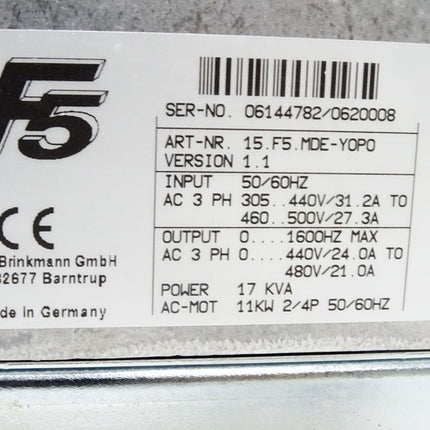 F5
SER-NO. 06144782/0620008
ART-NR. 15.F5.MDE-YOPO
VERSION 1.1
INPUT 50/60HZ
AC 3 PH 305..440V/31.2A TO
460..500V/27.3A
OUTPUT 0....1600HZ MAX
AC 3 PH 0...440V/24.0A TO
480V/21.0A
POWER 17 KVA
AC-MOT 11KW 2/4P 50/60HZ
CE
Brinkmann GmbH
32677 Barntrup
de in Germany